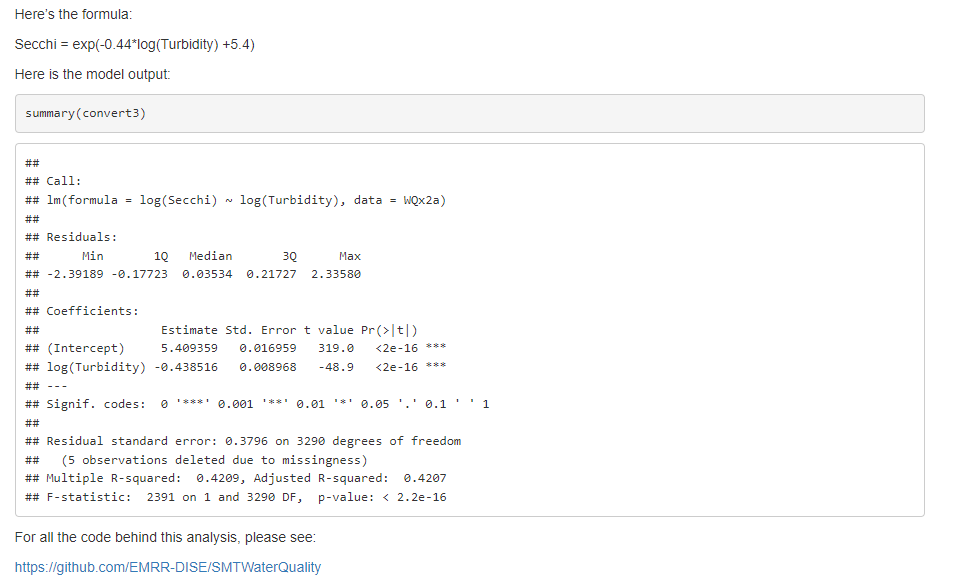 Here's the formula:
Secchi = exp(-0.44*log(Turbidity) +5.4)
Here is the model output:
summary(convert3)
##
## Call:
## lm(formula = log(Secchi) ~ log(Turbidity), data = WQx2a)
##
## Residuals:
##      Min       1Q   Median       3Q      Max
## -2.39189 -0.17723  0.03534  0.21727  2.33580
##
## Coefficients:
##                 Estimate Std. Error t value Pr(>|t|)
## (Intercept)     5.409359   0.016959   319.0   <2e-16 ***
## log(Turbidity) -0.438516   0.008968   -48.9   <2e-16 ***
## ---
## Signif. codes:  0 '***' 0.001 '**' 0.01 '*' 0.05 '.' 0.1 ' ' 1
##
## Residual standard error: 0.3796 on 3290 degrees of freedom
##   (5 observations deleted due to missingness)
## Multiple R-squared:  0.4209, Adjusted R-squared:  0.4207
## F-statistic:  2391 on 1 and 3290 DF,  p-value: < 2.2e-16
For all the code behind this analysis, please see:
https://github.com/EMRR-DISE/SMTWaterQuality